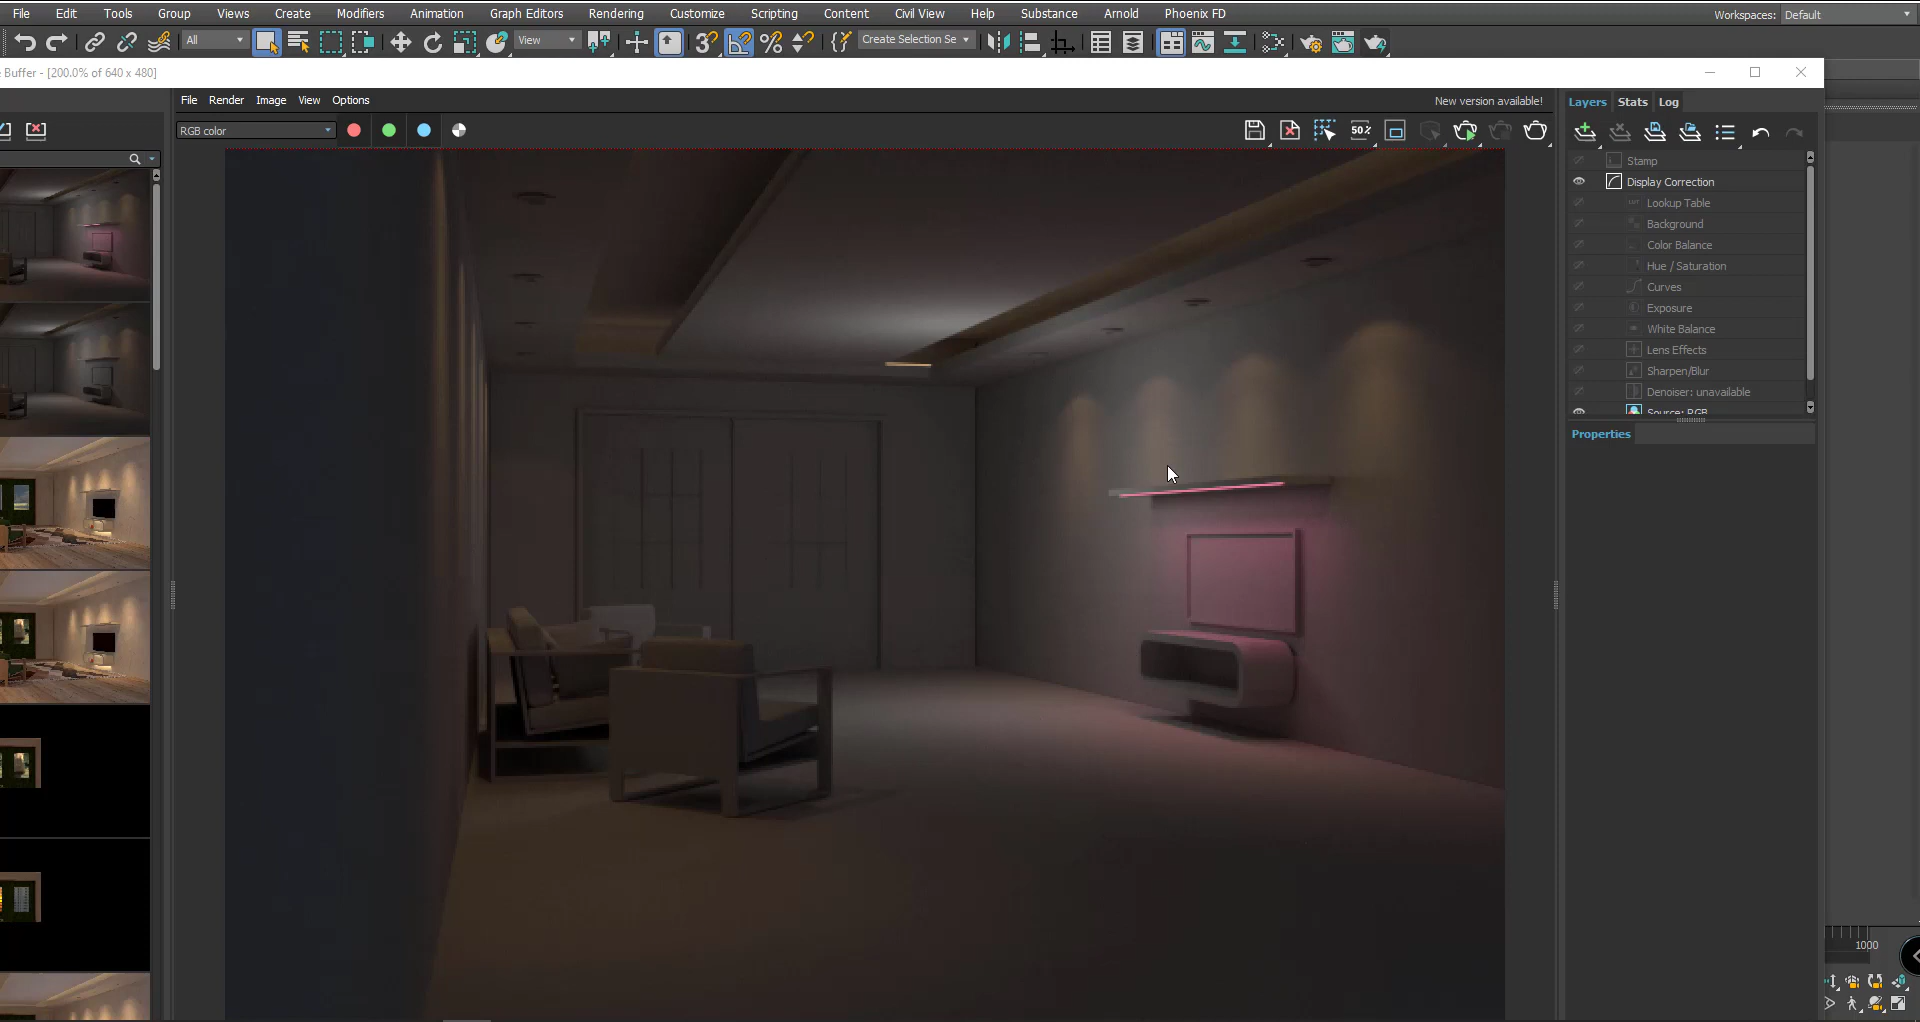 File Edit Tools Group Views Create Modifiers Animation Graph Editors Rendering Customize Scripting Content Civil View Help Substance Arnold Phoenix FD Workspaces: Default
All View Create Selection Se
Buffer - [200.0% of 640 x 480]
File Render Image View Options New version available! Layers Stats Log
RGB color 50%
Stamp
Display Correction
Lookup Table
Background
Color Balance
Hue / Saturation
Curves
Exposure
White Balance
Lens Effects
Sharpen/Blur
Denoiser: unavailable
Source: RGB
Properties
1000